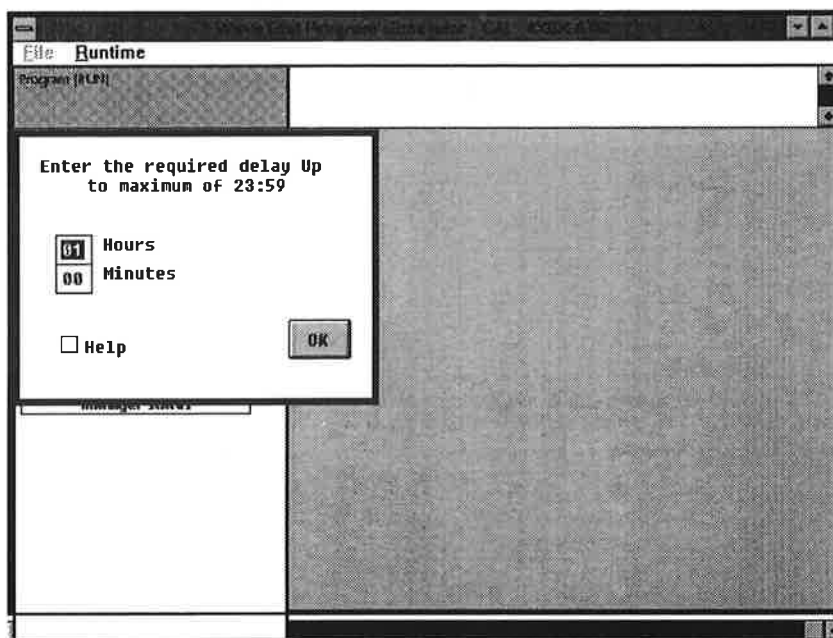 File Runtime
Program [RUN]
Enter the required delay Up
to maximum of 23:59
01 Hours
00 Minutes
Help
OK